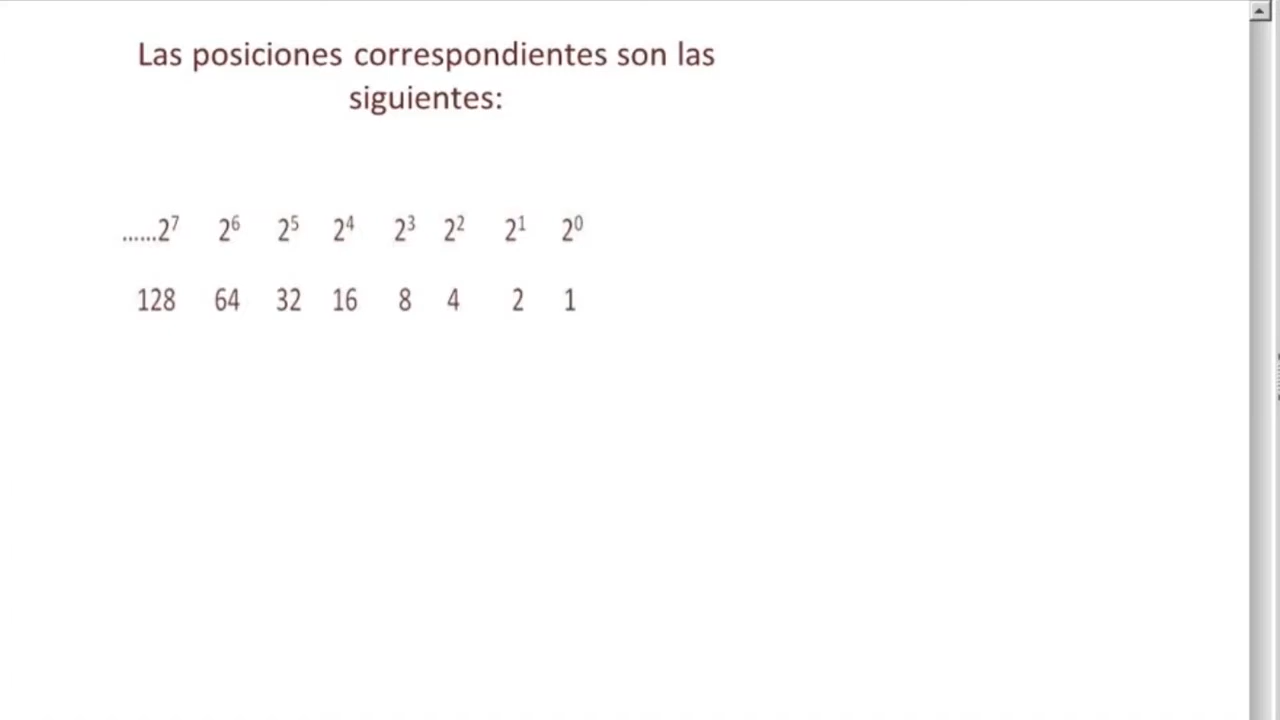 Las posiciones correspondientes son las
siguientes:
......2⁷ 2⁶ 2⁵ 2⁴ 2³ 2² 2¹ 2⁰
128 64 32 16 8 4 2 1